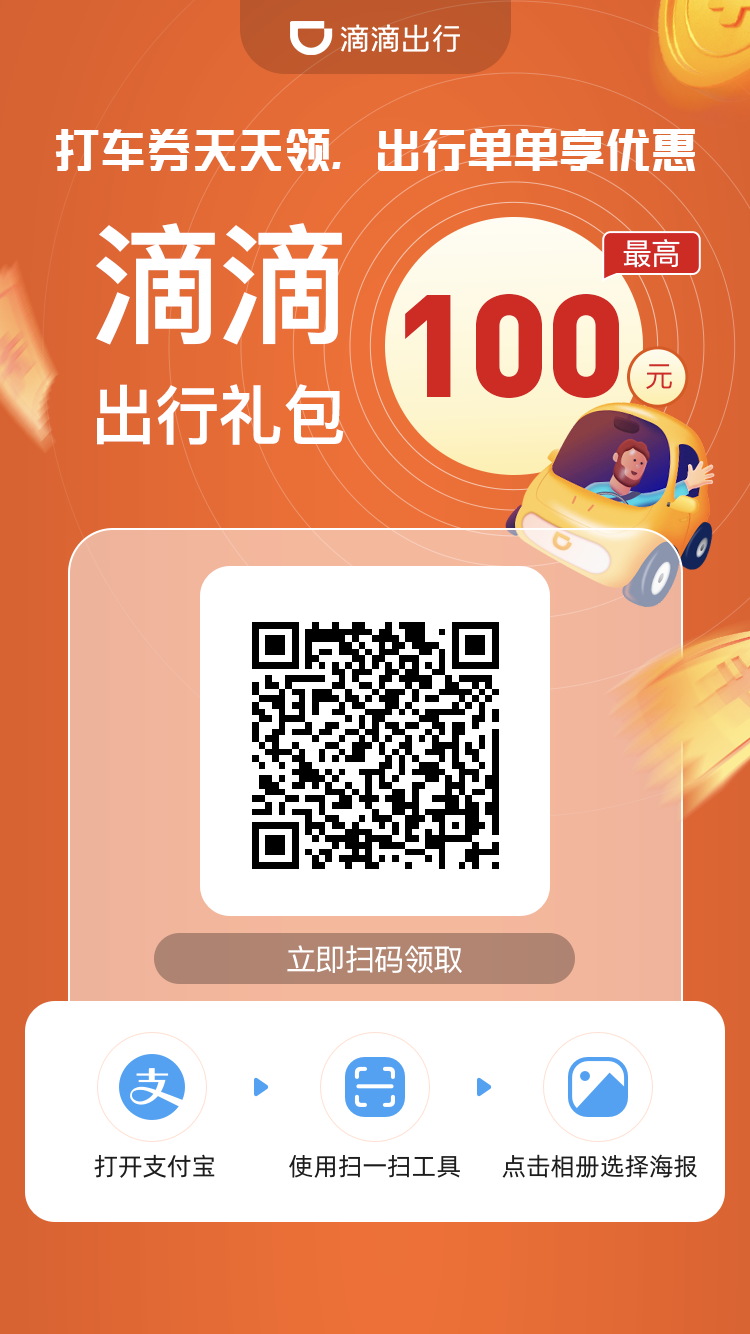 滴滴出行
打车券天天领, 出行单单享优惠
滴滴
出行礼包
最高
100
元
立即扫码领取
支
打开支付宝
使用扫一扫工具
点击相册选择海报